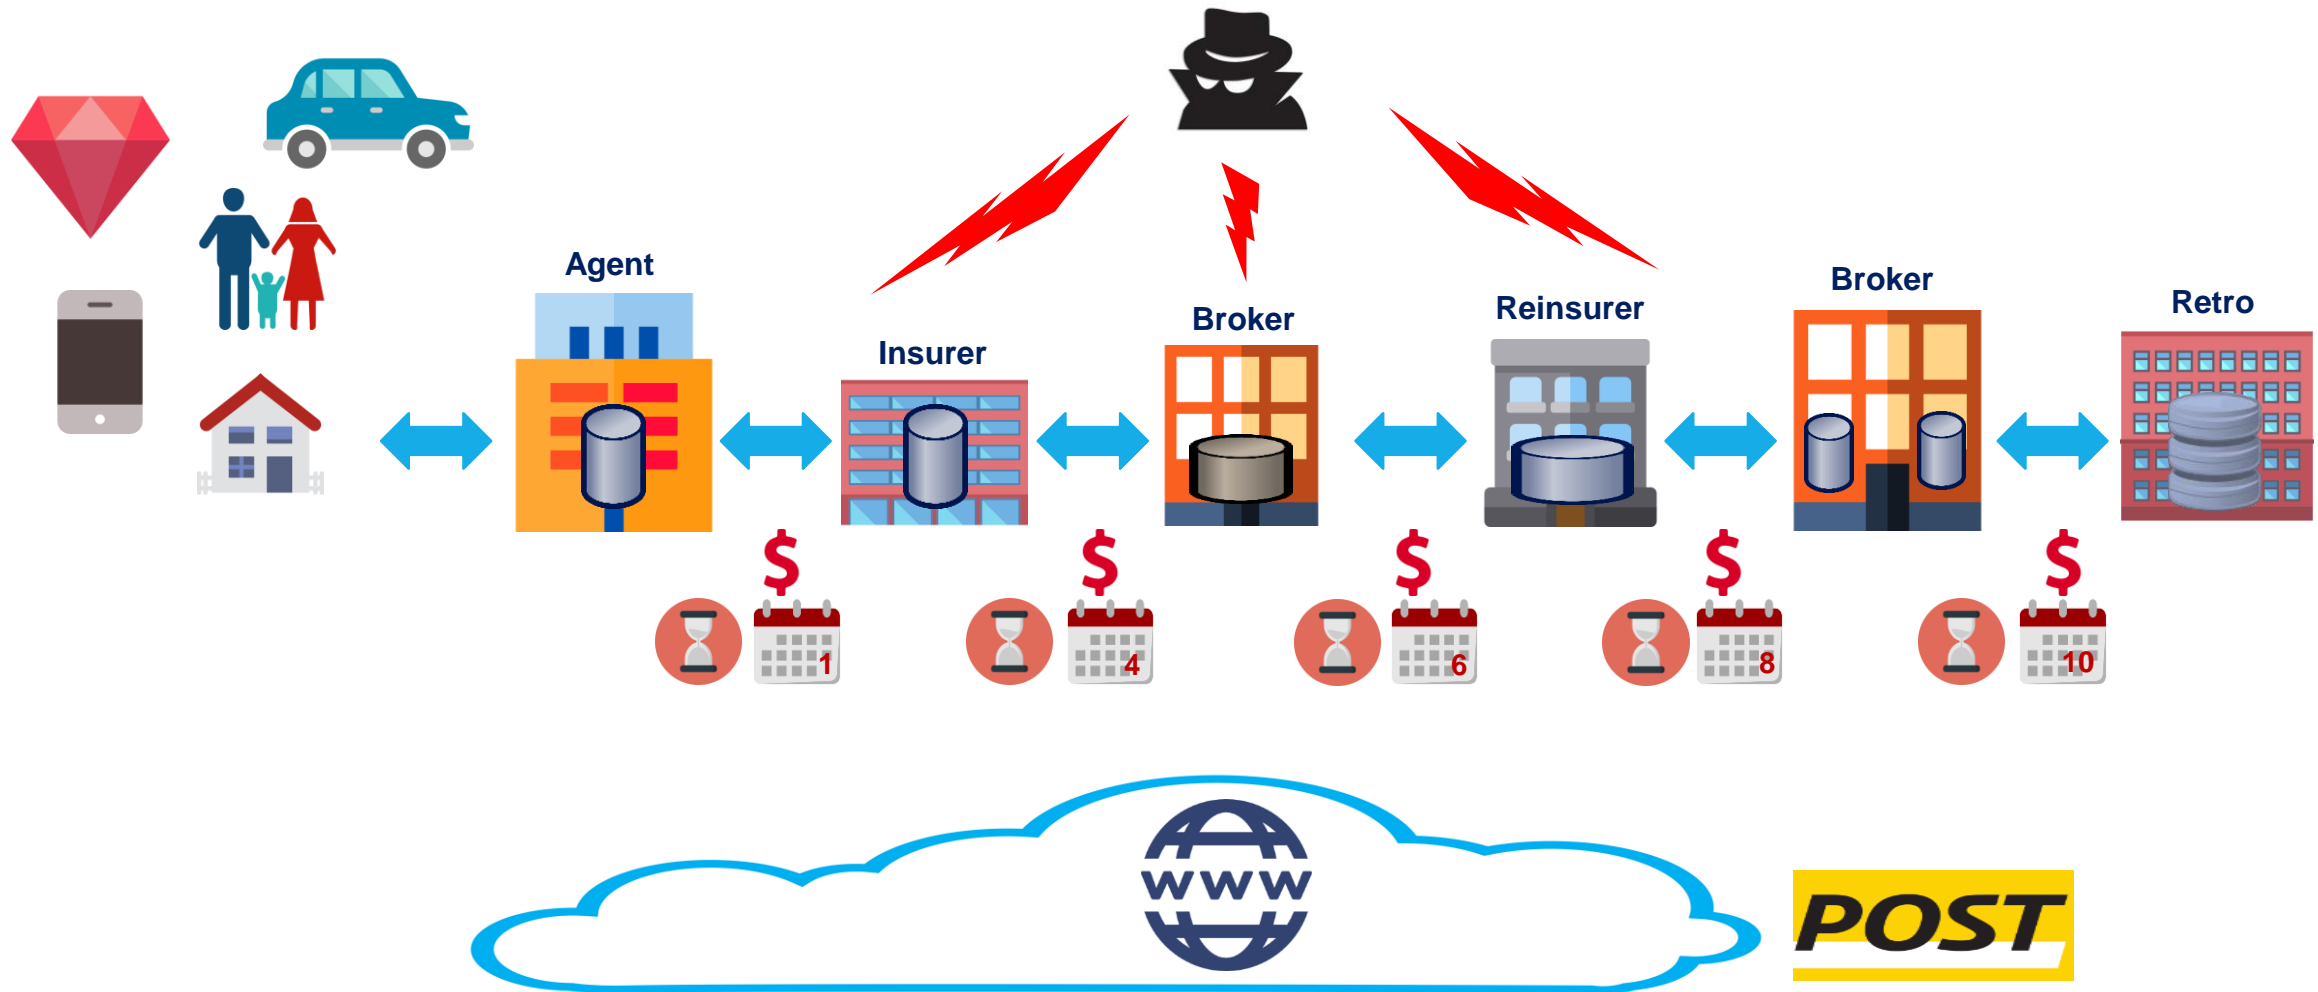 Agent
Insurer
Broker
Reinsurer
Broker
Retro
$
$
$
$
$
1
4
6
8
10
www
POST